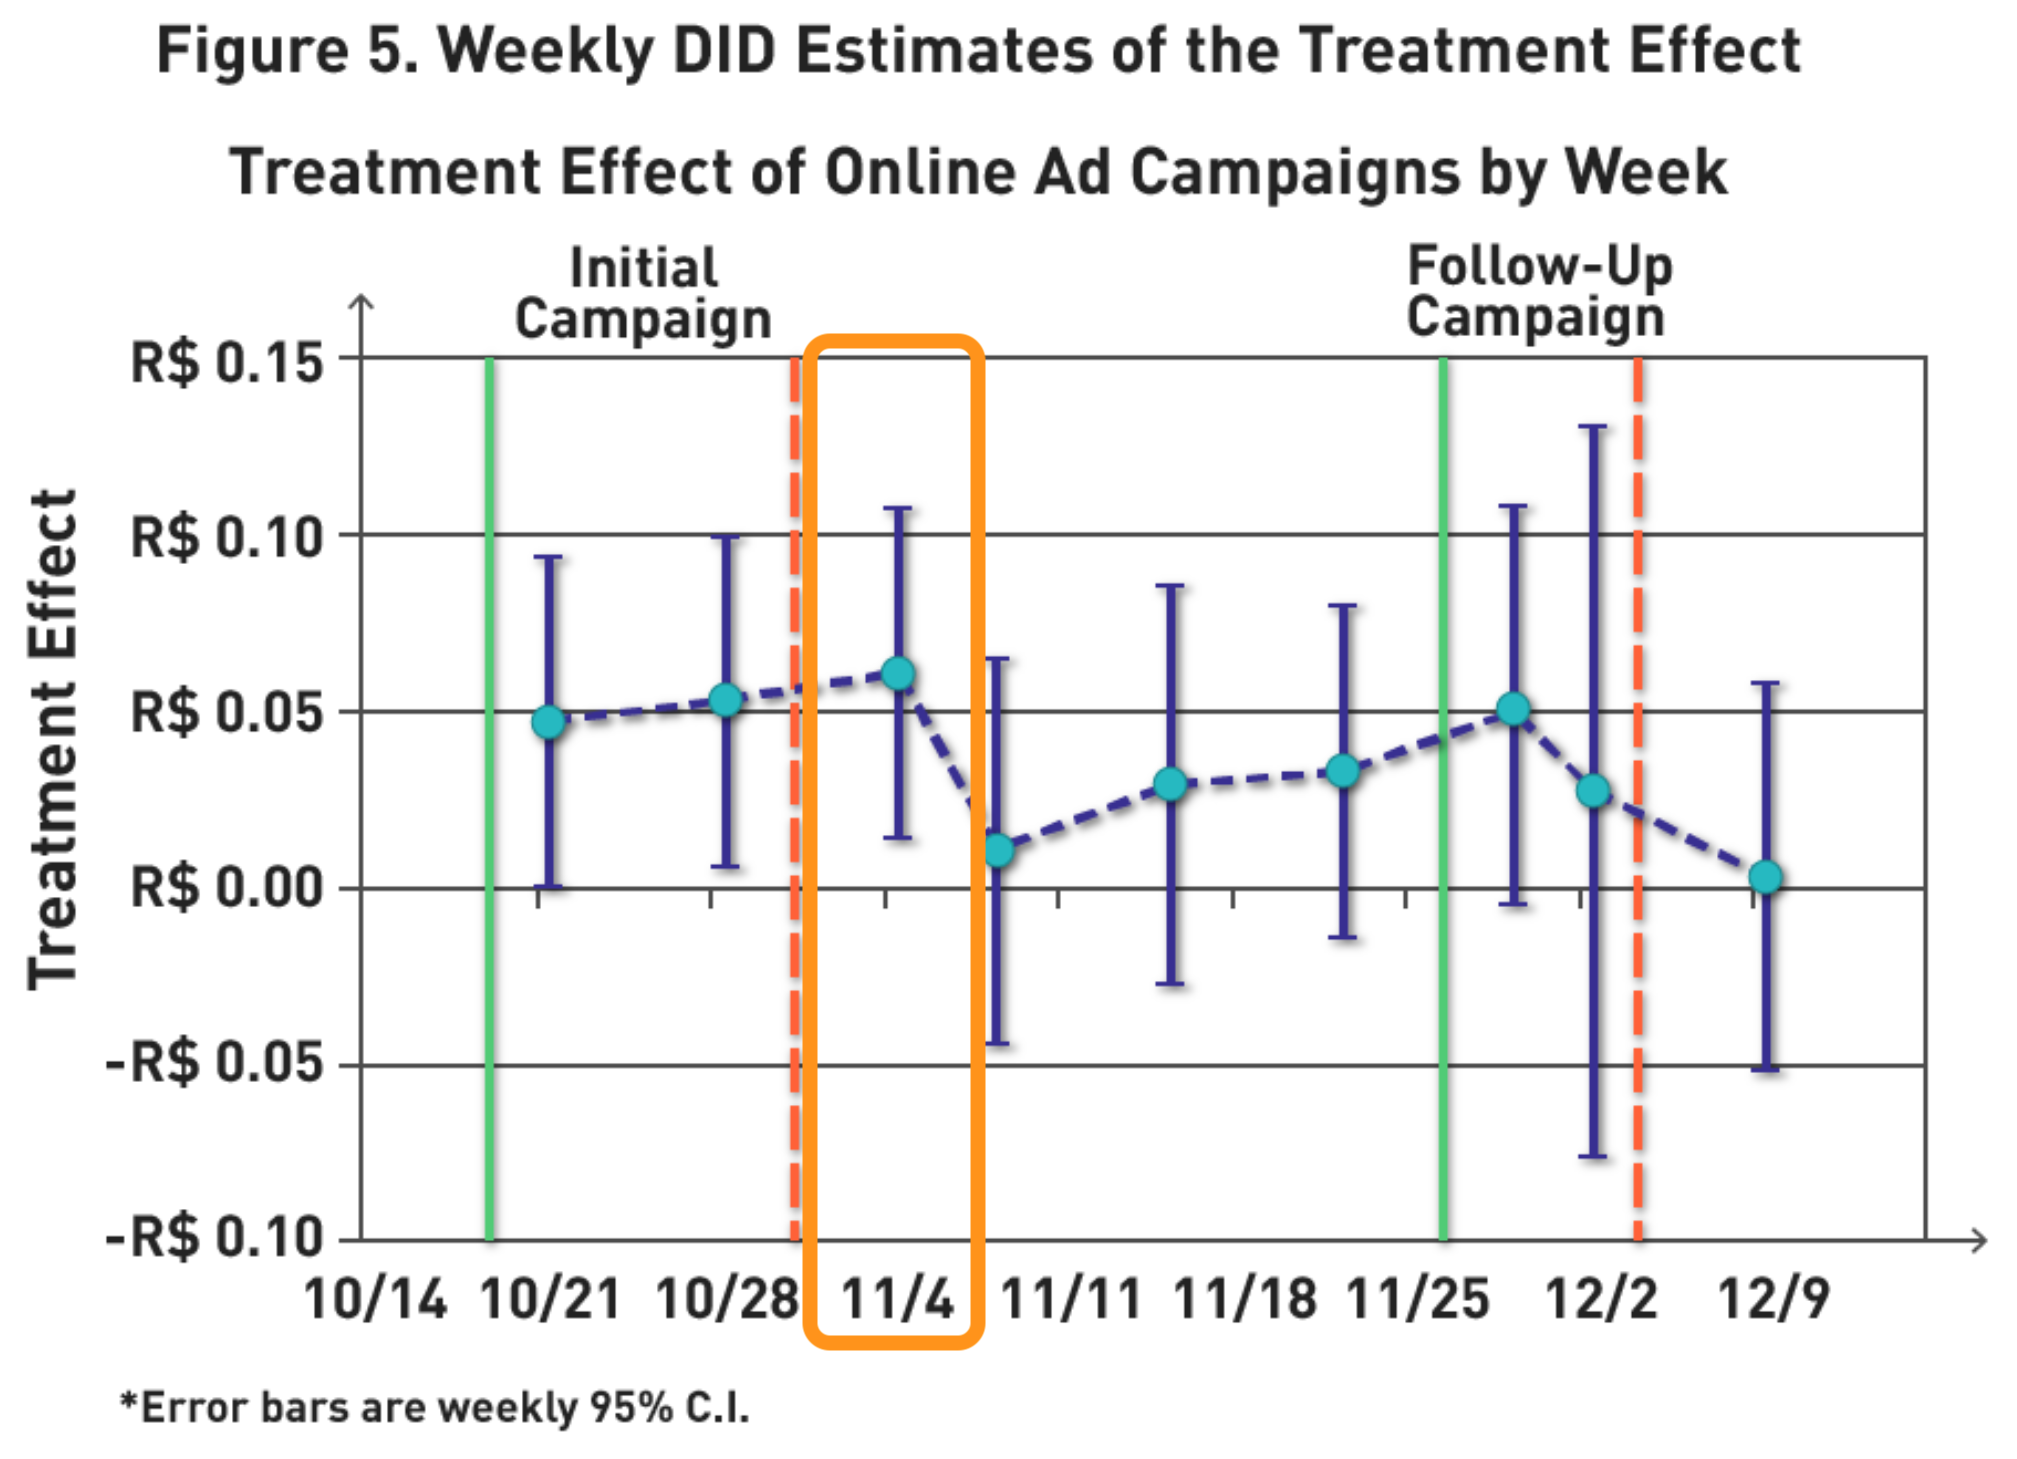 Figure 5. Weekly DID Estimates of the Treatment Effect
Treatment Effect of Online Ad Campaigns by Week
Initial
Campaign
Follow-Up
Campaign
Treatment Effect
R$ 0.15
R$ 0.10
R$ 0.05
R$ 0.00
-R$ 0.05
-R$ 0.10
10/14 10/21 10/28 11/4 11/11 11/18 11/25 12/2 12/9
*Error bars are weekly 95% C.I.